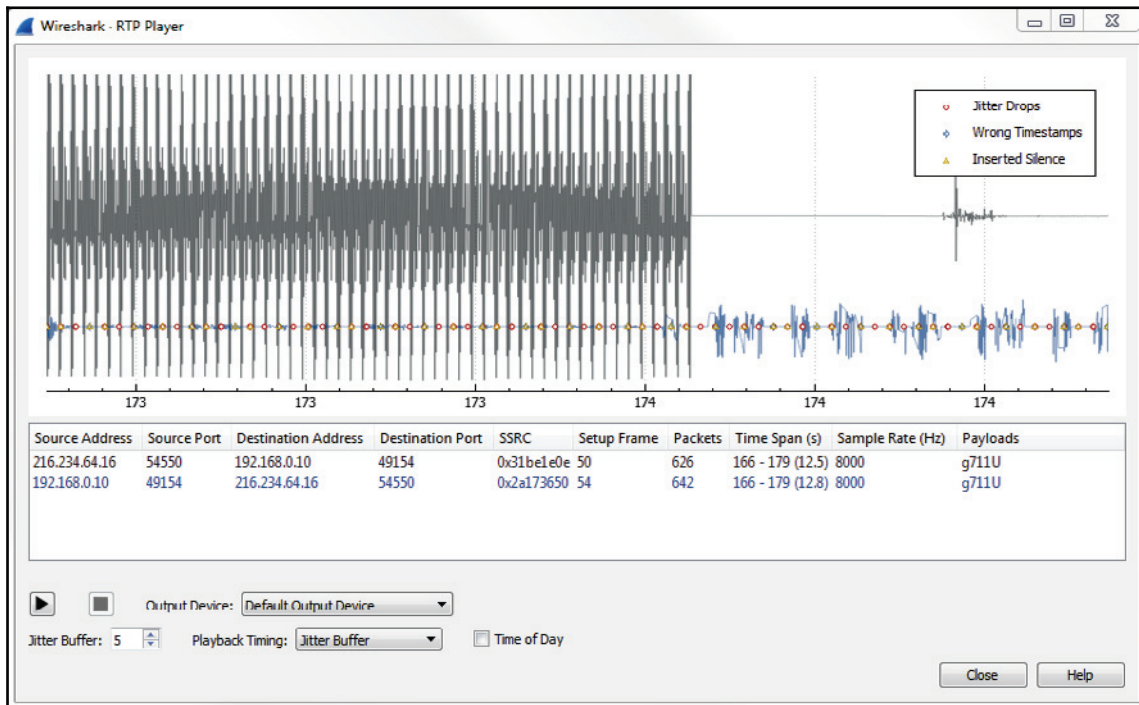 Wireshark - RTP Player
Jitter Drops
Wrong Timestamps
Inserted Silence
173 173 173 174 174 174
Source Address Source Port Destination Address Destination Port SSRC Setup Frame Packets Time Span (s) Sample Rate (Hz) Payloads
216.234.64.16 54550 192.168.0.10 49154 0x31be1e0e 50 626 166 - 179 (12.5) 8000 g711U
192.168.0.10 49154 216.234.64.16 54550 0x2a173650 54 642 166 - 179 (12.8) 8000 g711U
Output Device: Default Output Device
Jitter Buffer: 5 Playback Timing: Jitter Buffer Time of Day
Close Help